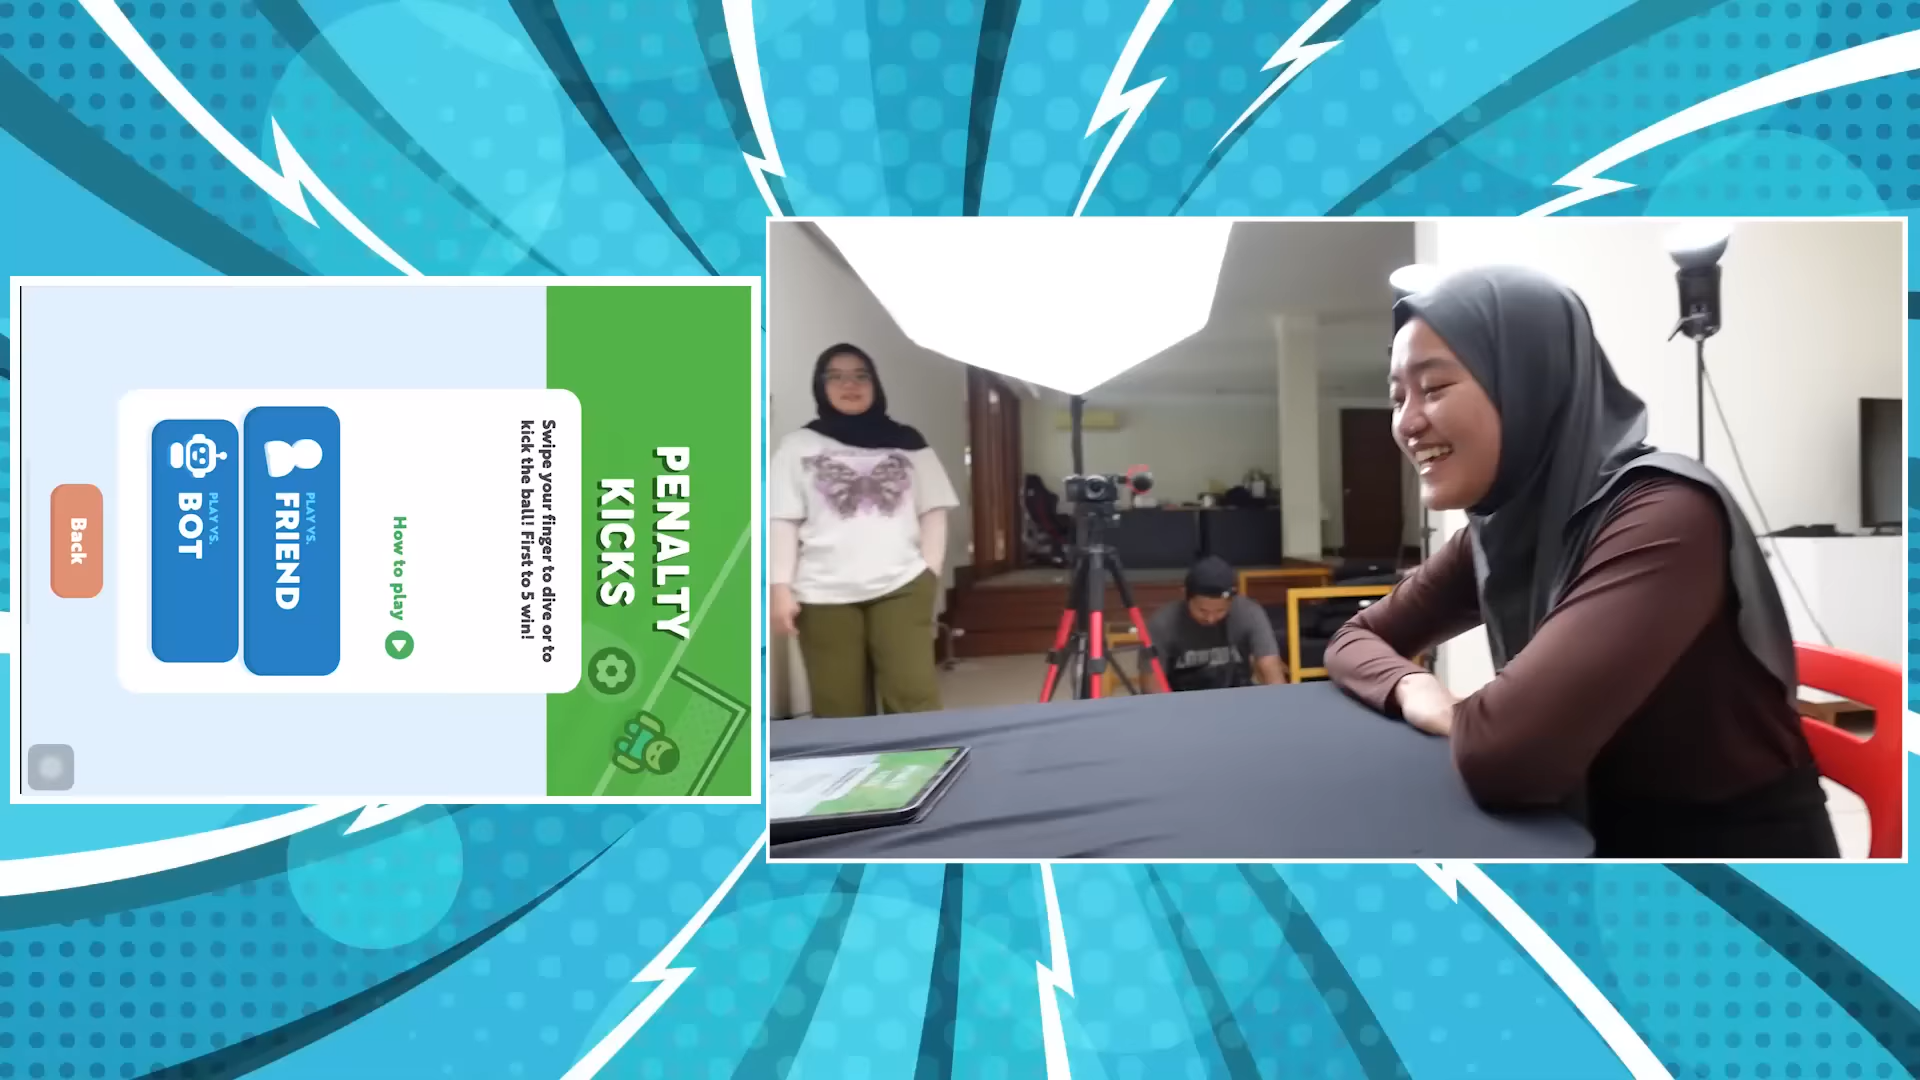 PENALTY
KICKS
Swipe your finger to dive or to
kick the ball! First to 5 win!
How to play
PLAY VS.
FRIEND
PLAY VS.
BOT
Back